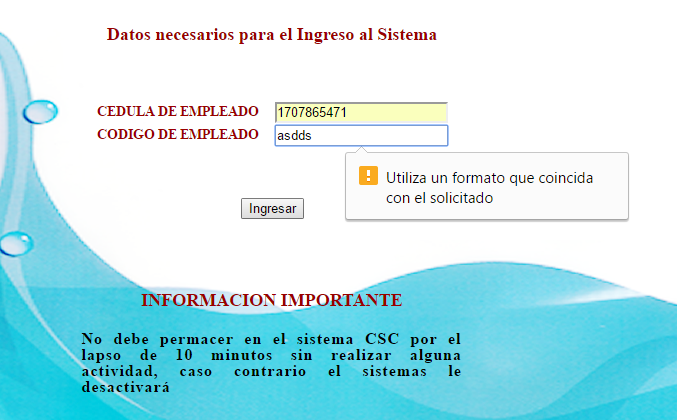 Datos necesarios para el Ingreso al Sistema
CEDULA DE EMPLEADO 1707865471
CODIGO DE EMPLEADO asdds
Utiliza un formato que coincida
con el solicitado
Ingresar
INFORMACION IMPORTANTE
No debe permacer en el sistema CSC por el
lapso de 10 minutos sin realizar alguna
actividad, caso contrario el sistemas le
desactivará